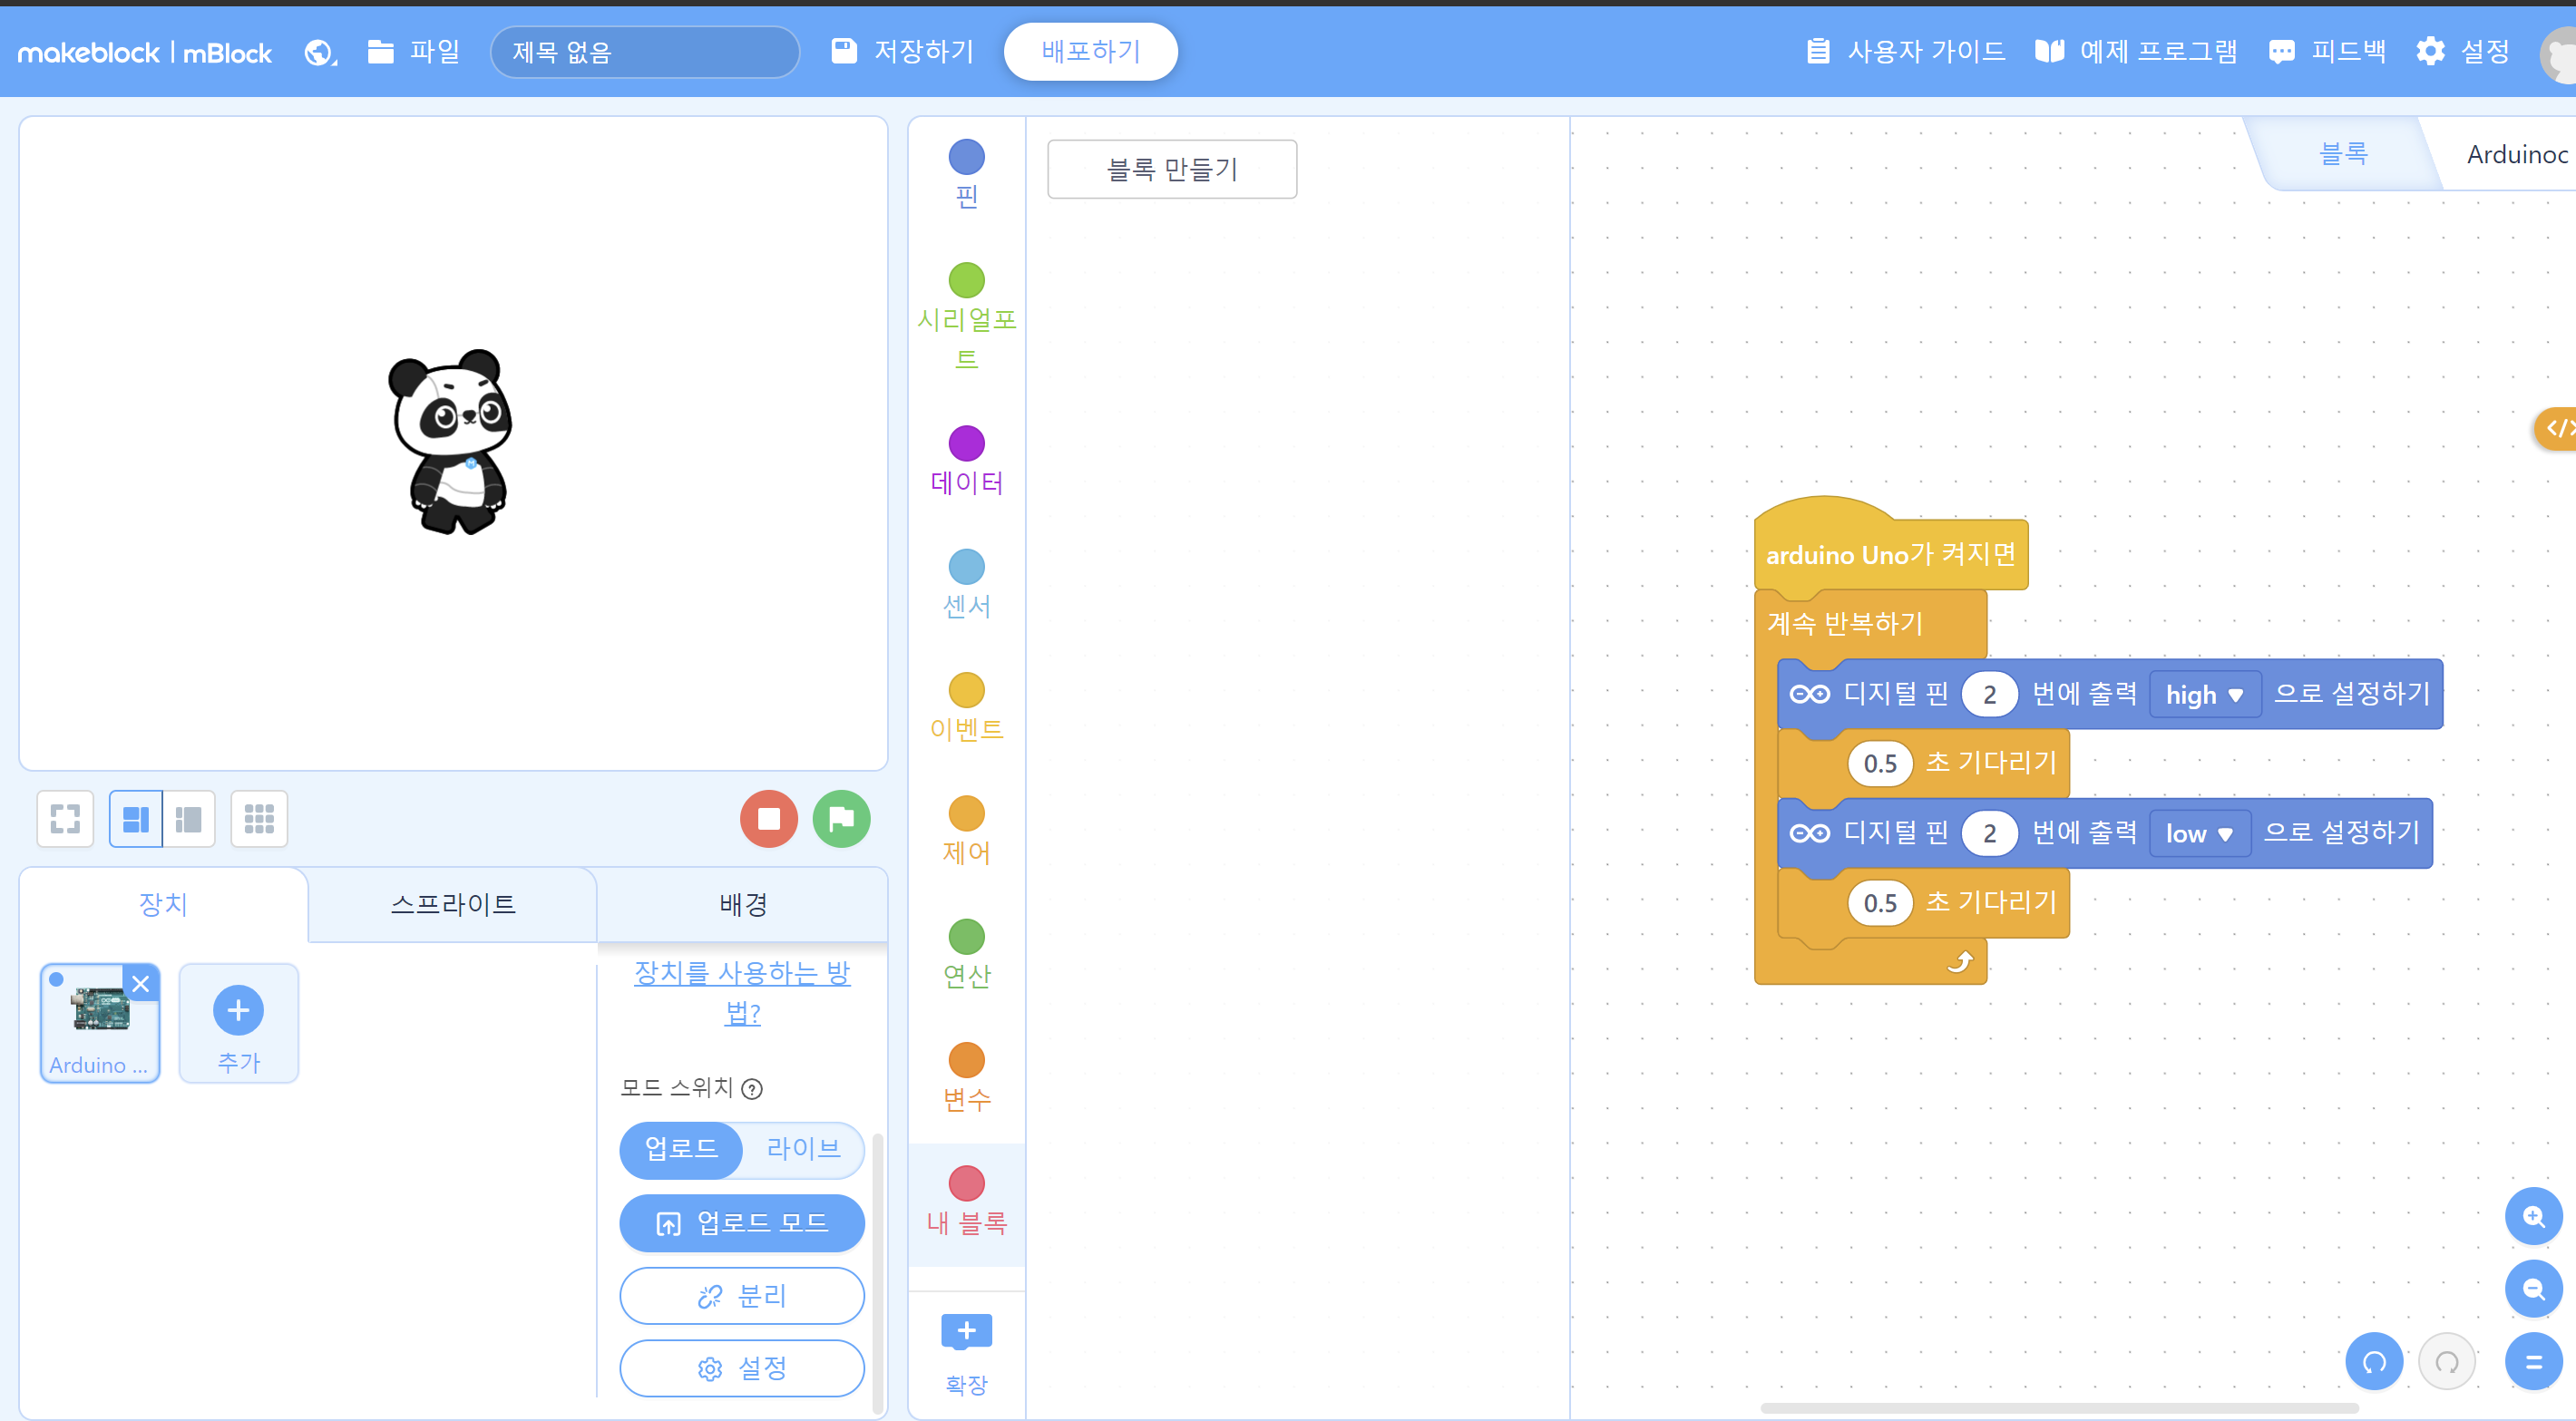 makeblock | mBlock
파일
제목 없음
저장하기
배포하기
사용자 가이드
예제 프로그램
피드백
설정
핀
시리얼포
트
데이터
센서
이벤트
제어
연산
변수
내 블록
확장
블록 만들기
블록
Arduinoc
</>
arduino Uno가 켜지면
계속 반복하기
디지털 핀 2 번에 출력 high 으로 설정하기
0.5 초 기다리기
디지털 핀 2 번에 출력 low 으로 설정하기
0.5 초 기다리기
장치
스프라이트
배경
Arduino ...
추가
장치를 사용하는 방
법?
모드 스위치
업로드
라이브
업로드 모드
분리
설정